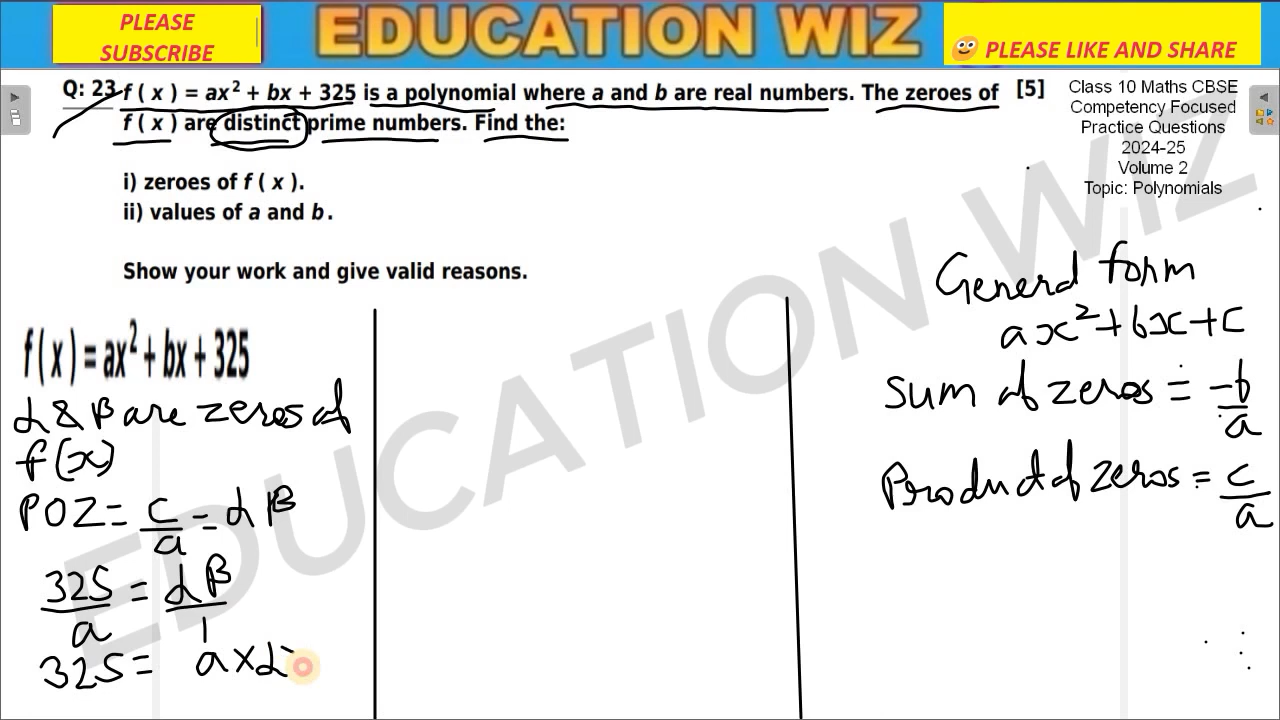 PLEASE
SUBSCRIBE
EDUCATION WIZ
PLEASE LIKE AND SHARE
Q: 23 f ( x ) = ax² + bx + 325 is a polynomial where a and b are real numbers. The zeroes of [5]
f ( x ) are distinct prime numbers. Find the:
i) zeroes of f ( x ).
ii) values of a and b.
Show your work and give valid reasons.
Class 10 Maths CBSE
Competency Focused
Practice Questions
2024-25
Volume 2
Topic: Polynomials
EDUCATION WIZ
f(x) = ax² + bx + 325
α & β are zeros of
f(x)
POZ = c/a = αβ
325/a = αβ/1
325 = a × α
General form
ax² + bx + c
Sum of zeros = -b/a
Product of zeros = c/a